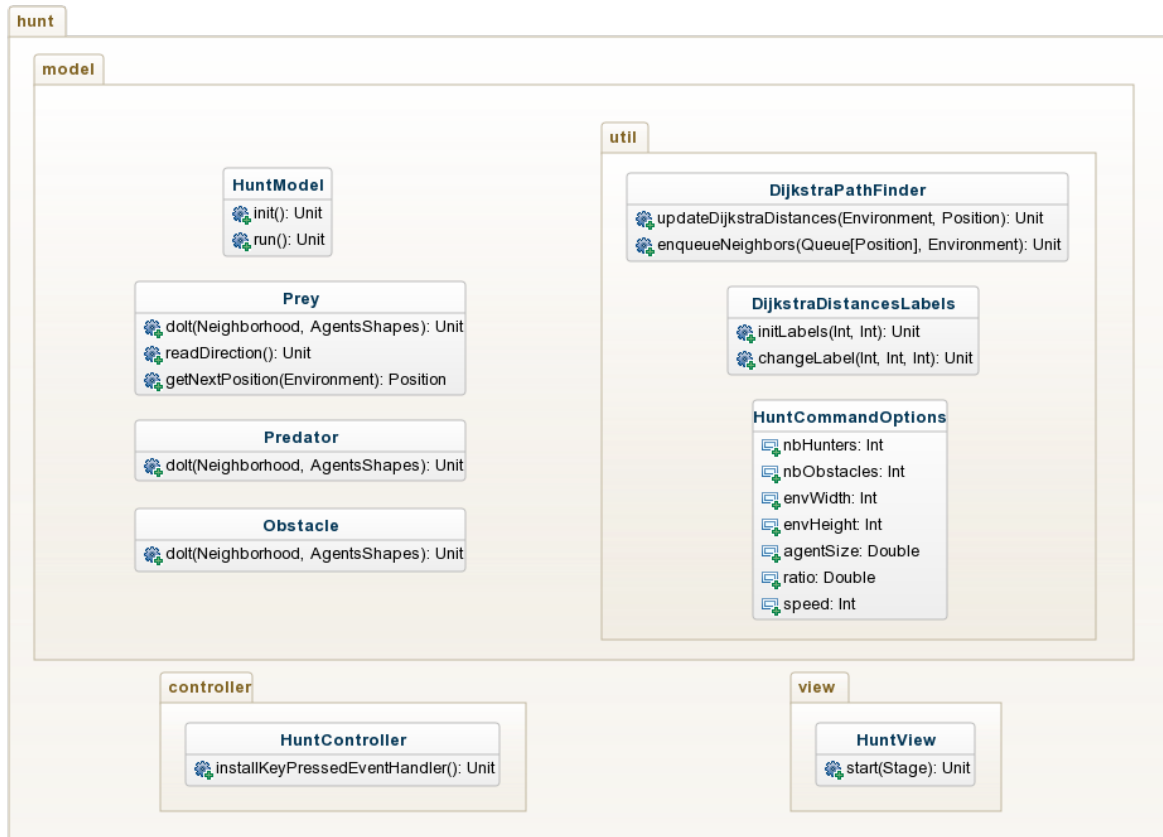 hunt
model
HuntModel
init(): Unit
run(): Unit
Prey
doIt(Neighborhood, AgentsShapes): Unit
readDirection(): Unit
getNextPosition(Environment): Position
Predator
doIt(Neighborhood, AgentsShapes): Unit
Obstacle
doIt(Neighborhood, AgentsShapes): Unit
util
DijkstraPathFinder
updateDijkstraDistances(Environment, Position): Unit
enqueueNeighbors(Queue[Position], Environment): Unit
DijkstraDistancesLabels
initLabels(Int, Int): Unit
changeLabel(Int, Int, Int): Unit
HuntCommandOptions
nbHunters: Int
nbObstacles: Int
envWidth: Int
envHeight: Int
agentSize: Double
ratio: Double
speed: Int
controller
HuntController
installKeyPressedEventHandler(): Unit
view
HuntView
start(Stage): Unit